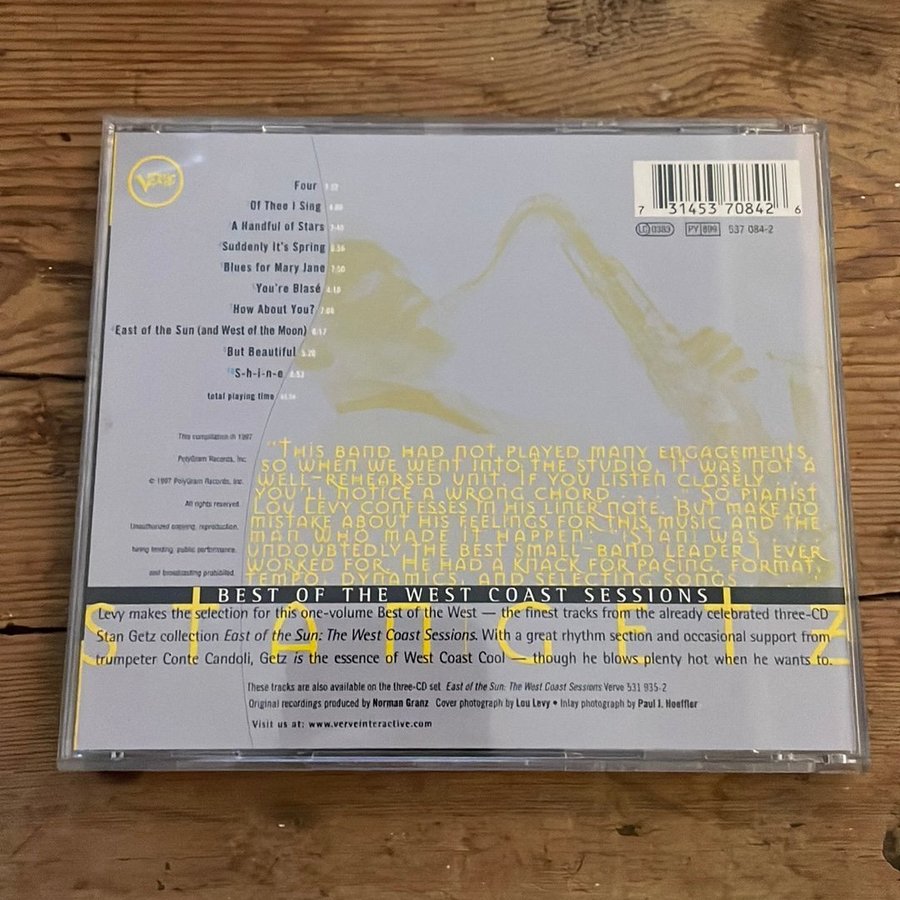 Verve
Four
Of Thee I Sing
A Handful of Stars
Suddenly It's Spring
Blues for Mary Jane
You're Blasé
How About You?
East of the Sun (and West of the Moon)
But Beautiful
S-h-i-n-e
total playing time
7 31453 70842 6
LC 0383 PY 899 537 084-2
This compilation ℗ 1997
PolyGram Records, Inc.
© 1997 PolyGram Records, Inc.
All rights reserved.
Unauthorized copying, reproduction,
hiring, lending, public performance,
and broadcasting prohibited.
"This band had not played many engagements,
so when we went into the studio, it was not a
well-rehearsed unit. If you listen closely . . .
you'll notice a wrong chord . . . ." So pianist
Lou Levy confesses in his liner note. But make no
mistake about his feelings for this music and the
man who made it happen: "(Stan) was . . .
undoubtedly the best small-band leader I ever
worked for. He had a knack for pacing, format,
tempo, dynamics, and selecting songs
BEST OF THE WEST COAST SESSIONS
STAN GETZ
Levy makes the selection for this one-volume Best of the West — the finest tracks from the already celebrated three-CD
Stan Getz collection East of the Sun: The West Coast Sessions. With a great rhythm section and occasional support from
trumpeter Conte Candoli, Getz is the essence of West Coast Cool — though he blows plenty hot when he wants to.
These tracks are also available on the three-CD set East of the Sun: The West Coast Sessions Verve 531 935-2
Original recordings produced by Norman Granz Cover photograph by Lou Levy • Inlay photograph by Paul J. Hoeffler
Visit us at: www.verveinteractive.com